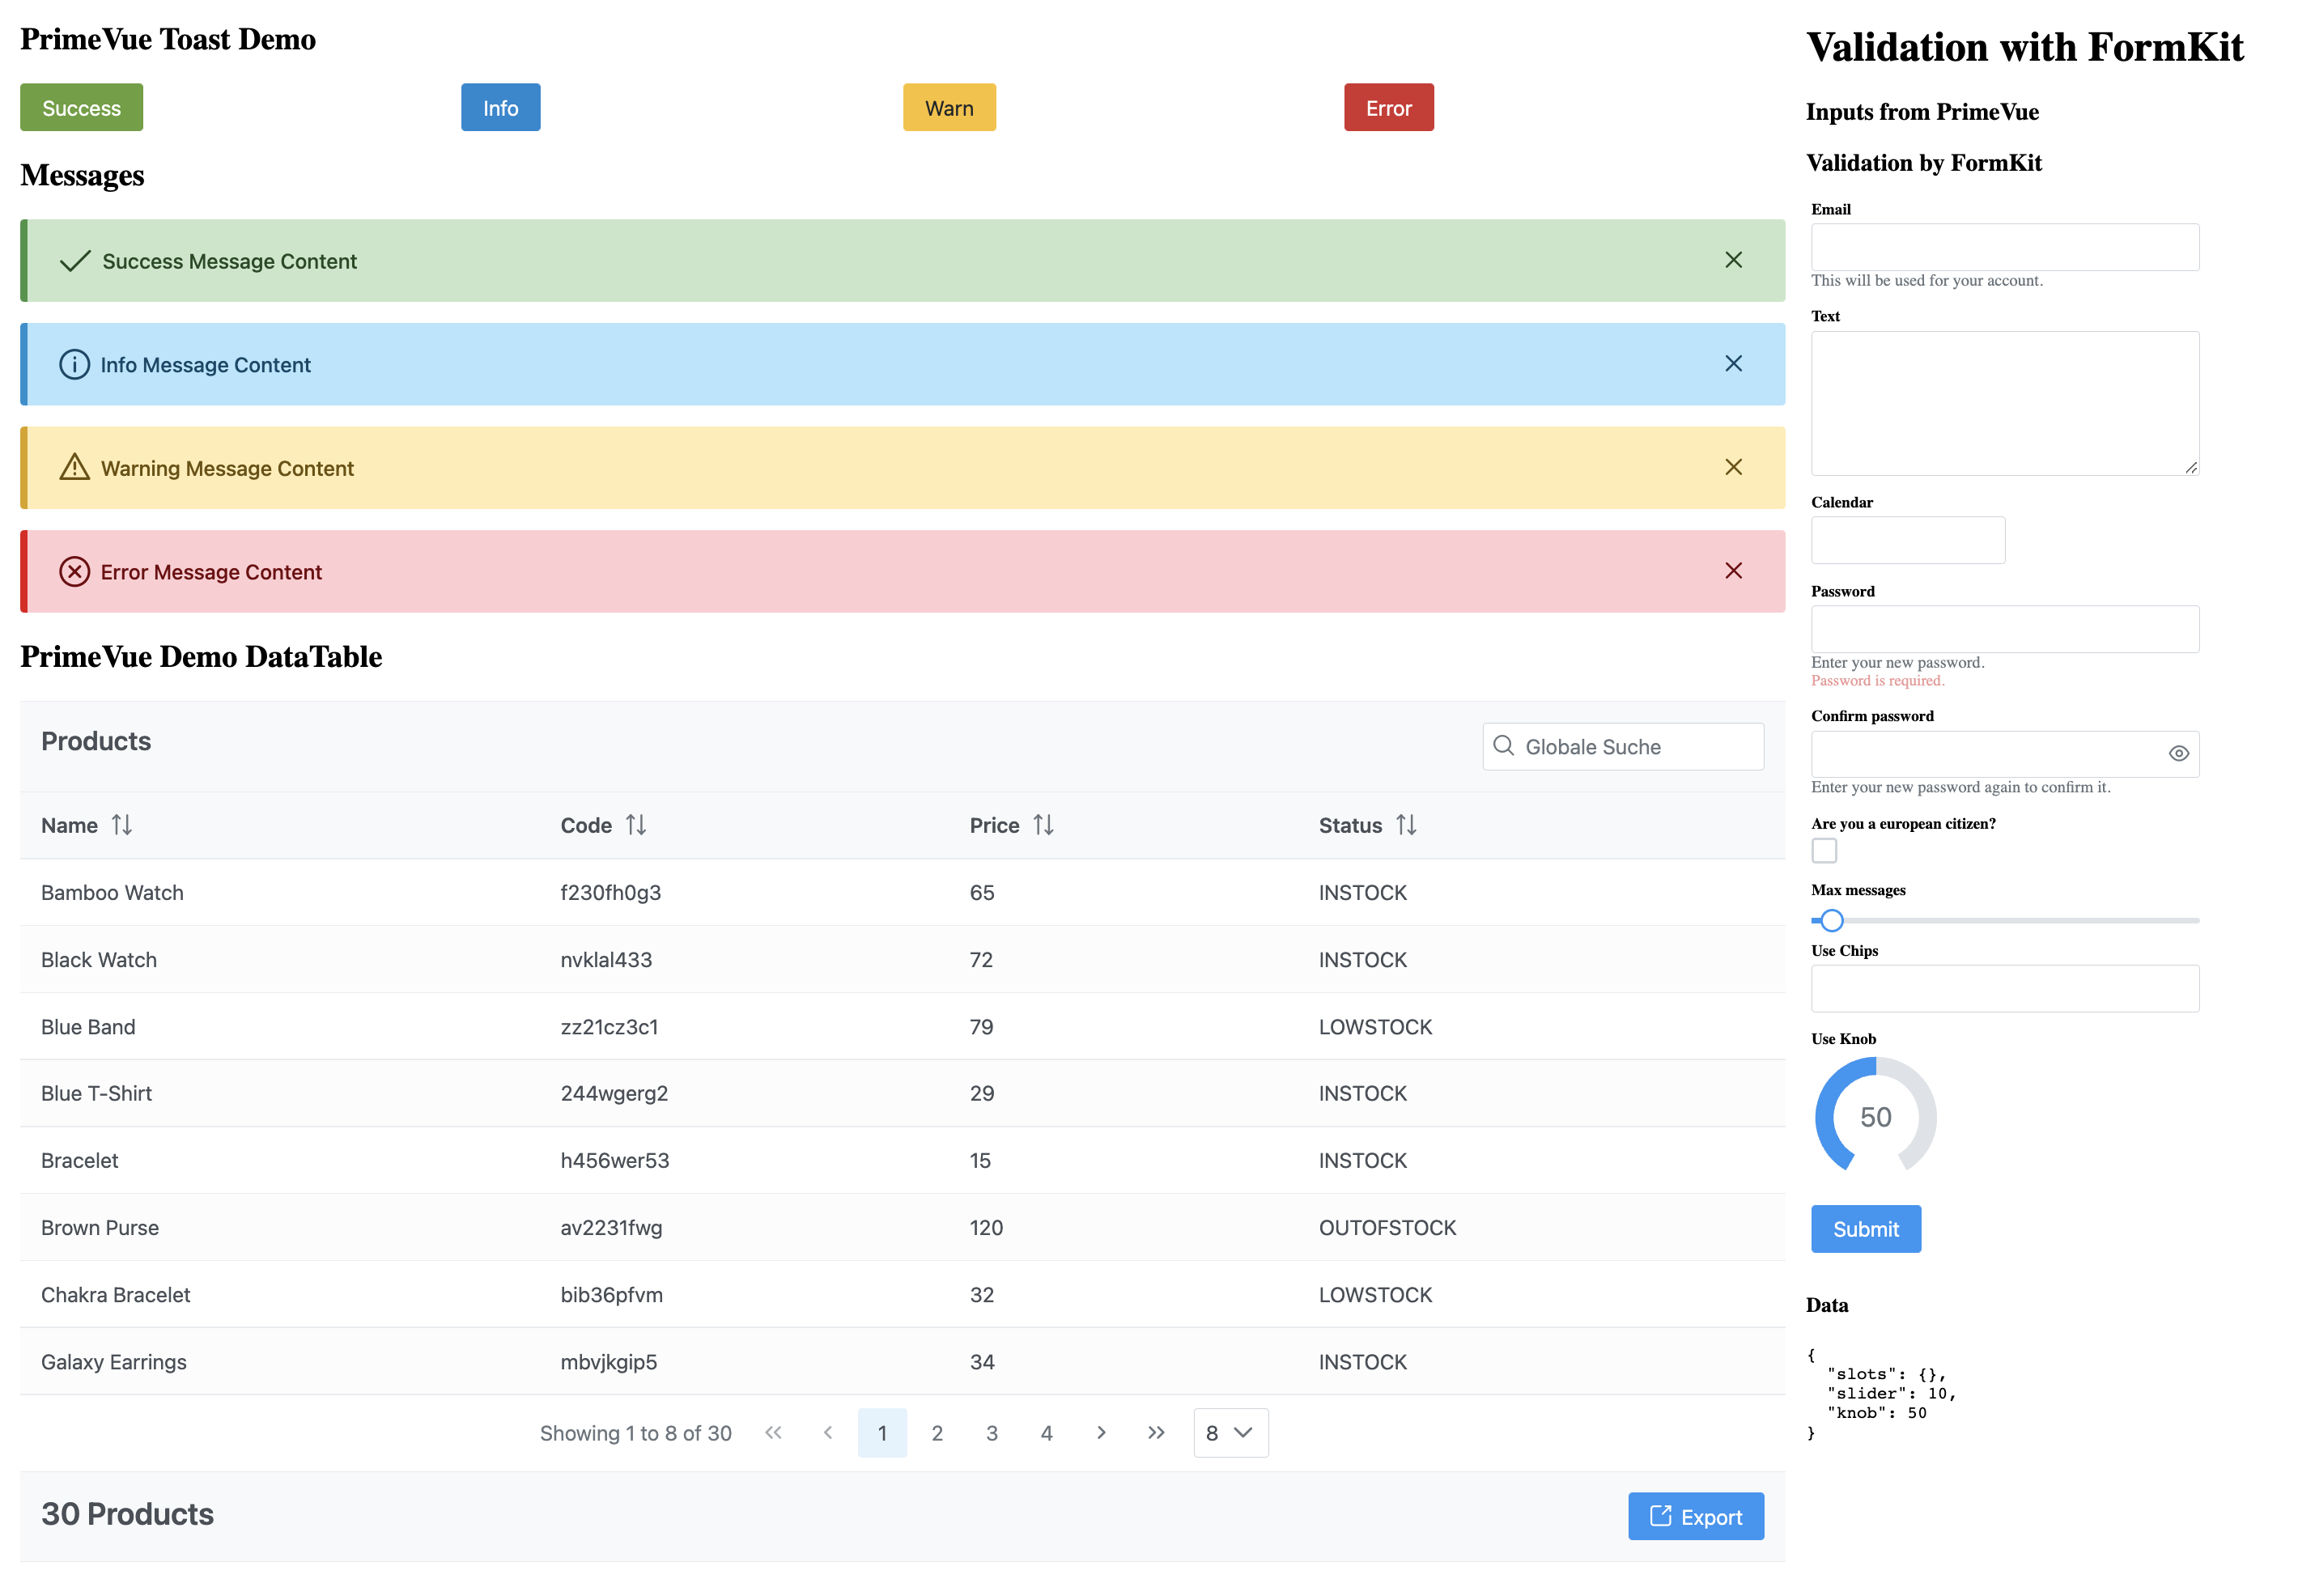 PrimeVue Toast Demo
Success
Info
Warn
Error
Messages
Success Message Content
Info Message Content
Warning Message Content
Error Message Content
PrimeVue Demo DataTable
Products
Globale Suche
Name Code Price Status
Bamboo Watch f230fh0g3 65 INSTOCK
Black Watch nvklal433 72 INSTOCK
Blue Band zz21cz3c1 79 LOWSTOCK
Blue T-Shirt 244wgerg2 29 INSTOCK
Bracelet h456wer53 15 INSTOCK
Brown Purse av2231fwg 120 OUTOFSTOCK
Chakra Bracelet bib36pfvm 32 LOWSTOCK
Galaxy Earrings mbvjkgip5 34 INSTOCK
Showing 1 to 8 of 30 1 2 3 4 8
30 Products
Export
Validation with FormKit
Inputs from PrimeVue
Validation by FormKit
Email
This will be used for your account.
Text
Calendar
Password
Enter your new password.
Password is required.
Confirm password
Enter your new password again to confirm it.
Are you a european citizen?
Max messages
Use Chips
Use Knob
50
Submit
Data
{
"slots": {},
"slider": 10,
"knob": 50
}